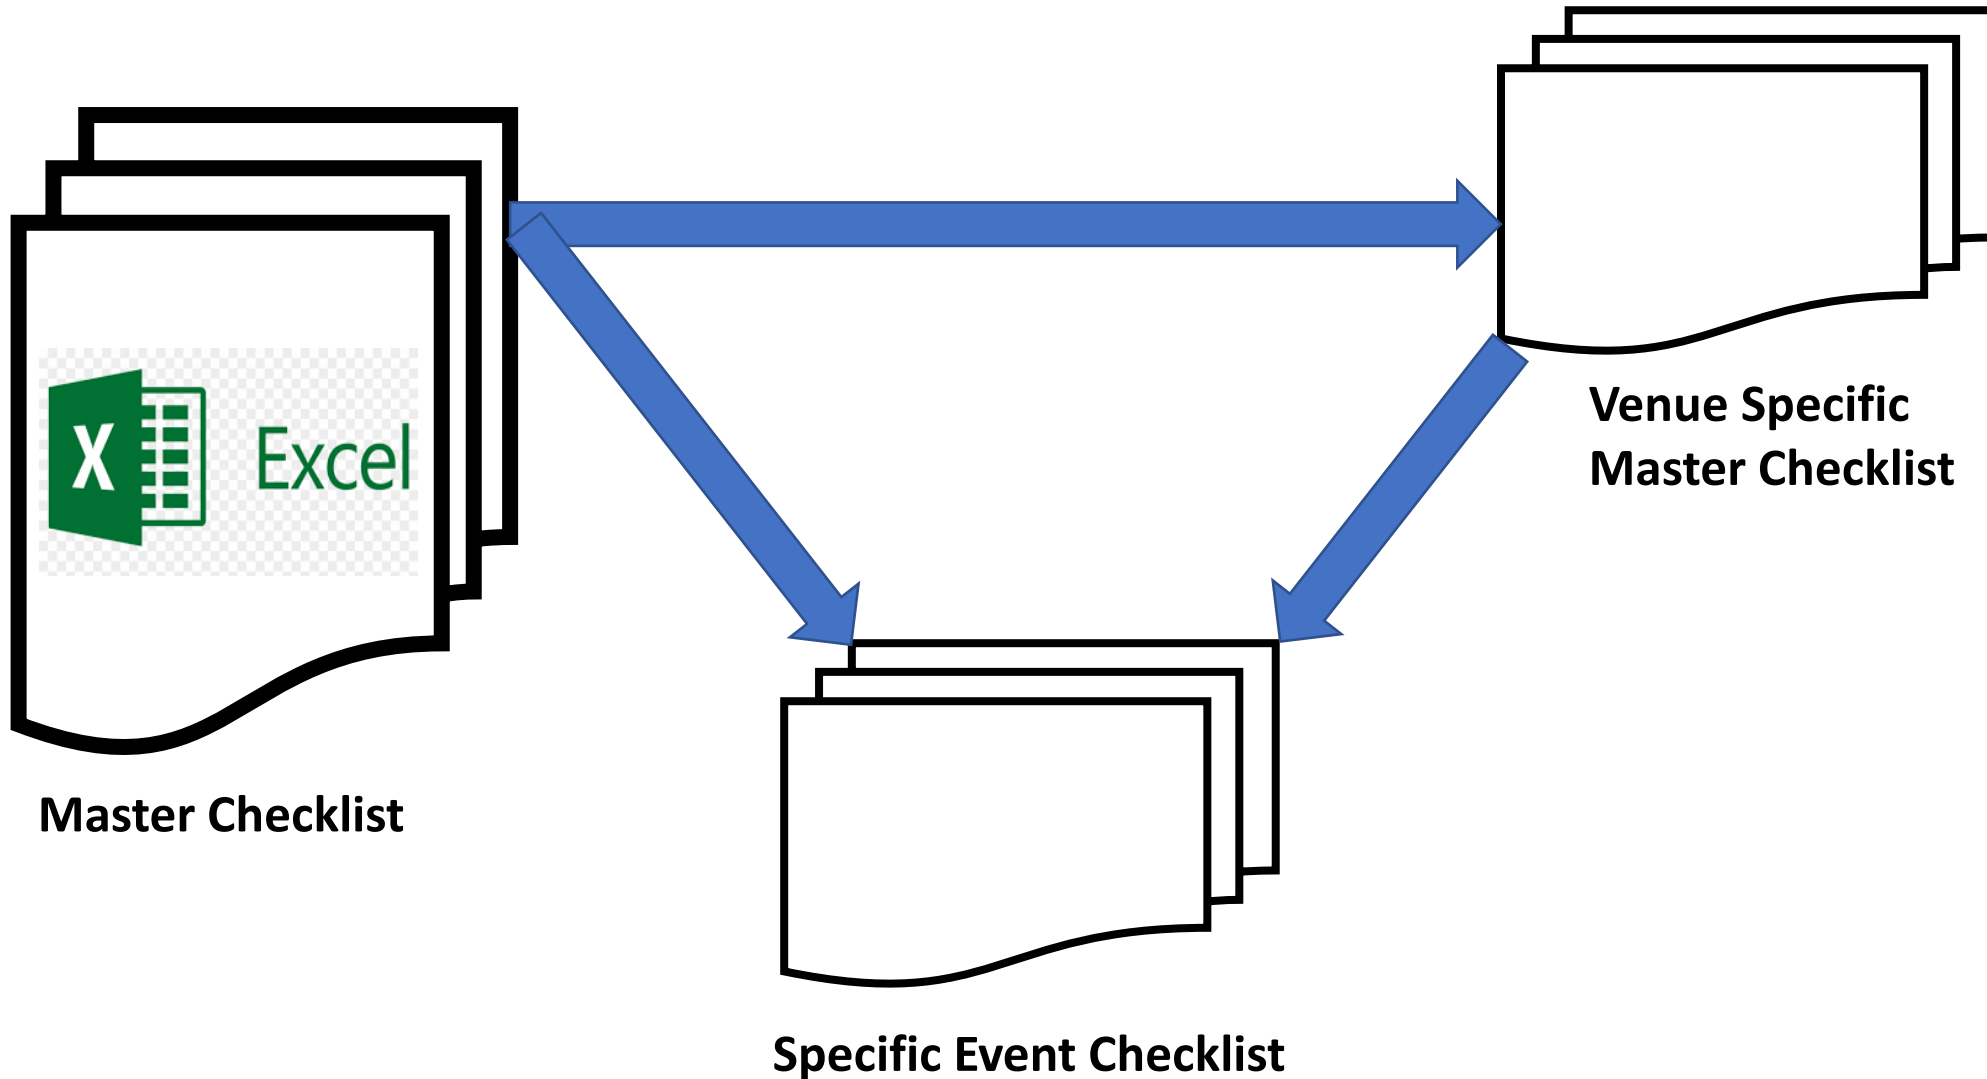 X Excel
Master Checklist
Venue Specific
Master Checklist
Specific Event Checklist